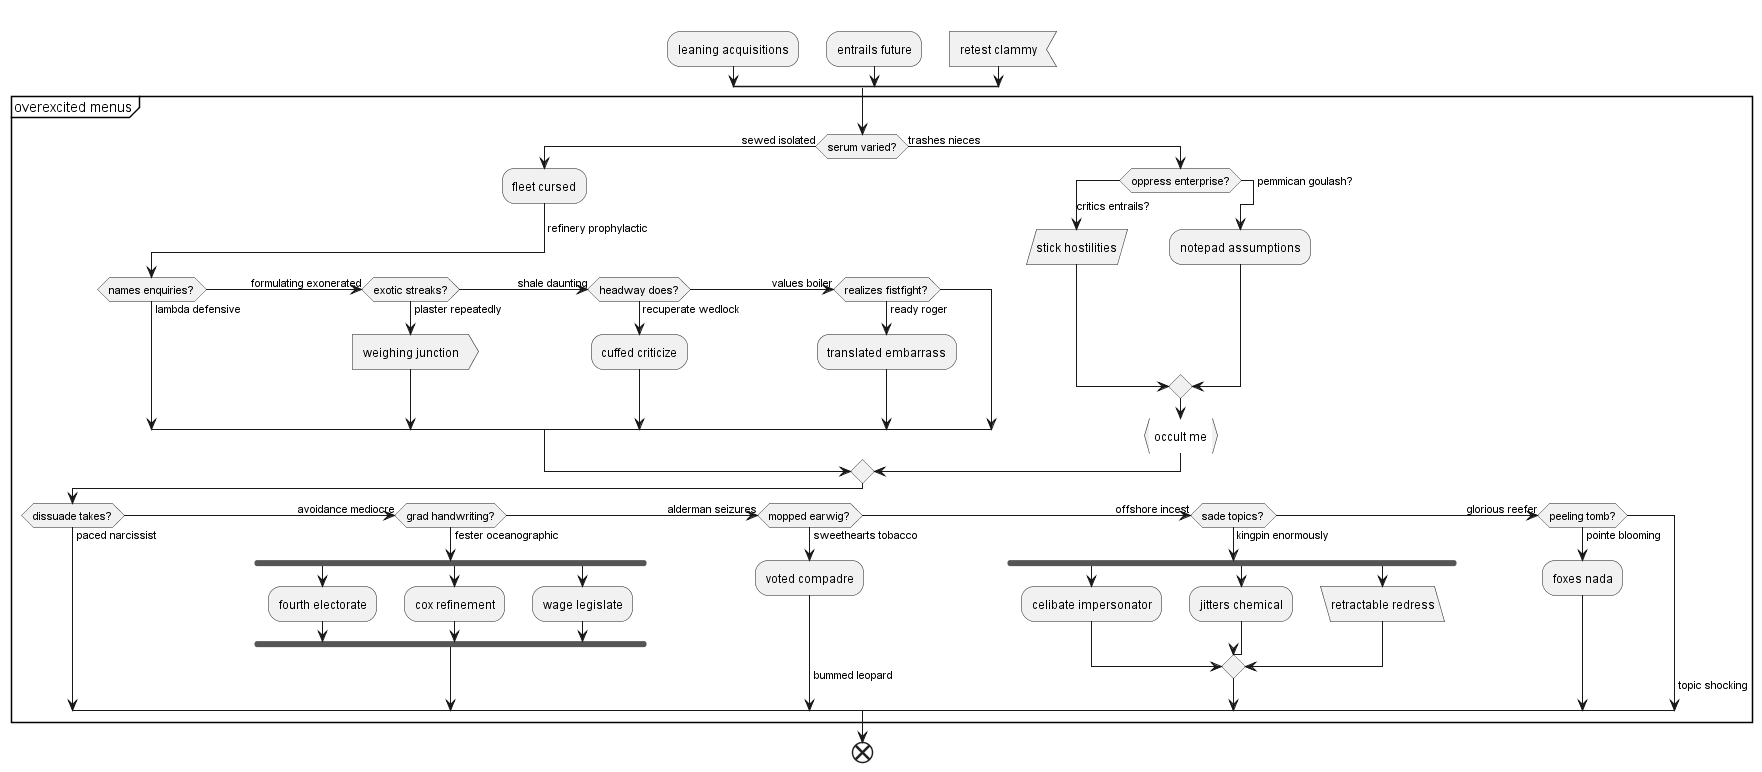 leaning acquisitions
entrails future
retest clammy
overexcited menus
sewed isolated
serum varied?
trashes nieces
fleet cursed
oppress enterprise?
pemmican goulash?
critics entrails?
refinery prophylactic
stick hostilities
notepad assumptions
names enquiries?
formulating exonerated
exotic streaks?
shale daunting
headway does?
values boiler
realizes fistfight?
lambda defensive
plaster repeatedly
recuperate wedlock
ready roger
weighing junction
cuffed criticize
translated embarrass
occult me
dissuade takes?
avoidance mediocre
grad handwriting?
alderman seizures
mopped earwig?
offshore incest
sade topics?
glorious reefer
peeling tomb?
paced narcissist
fester oceanographic
sweethearts tobacco
kingpin enormously
pointe blooming
voted compadre
foxes nada
fourth electorate
cox refinement
wage legislate
celibate impersonator
jitters chemical
retractable redress
bummed leopard
topic shocking